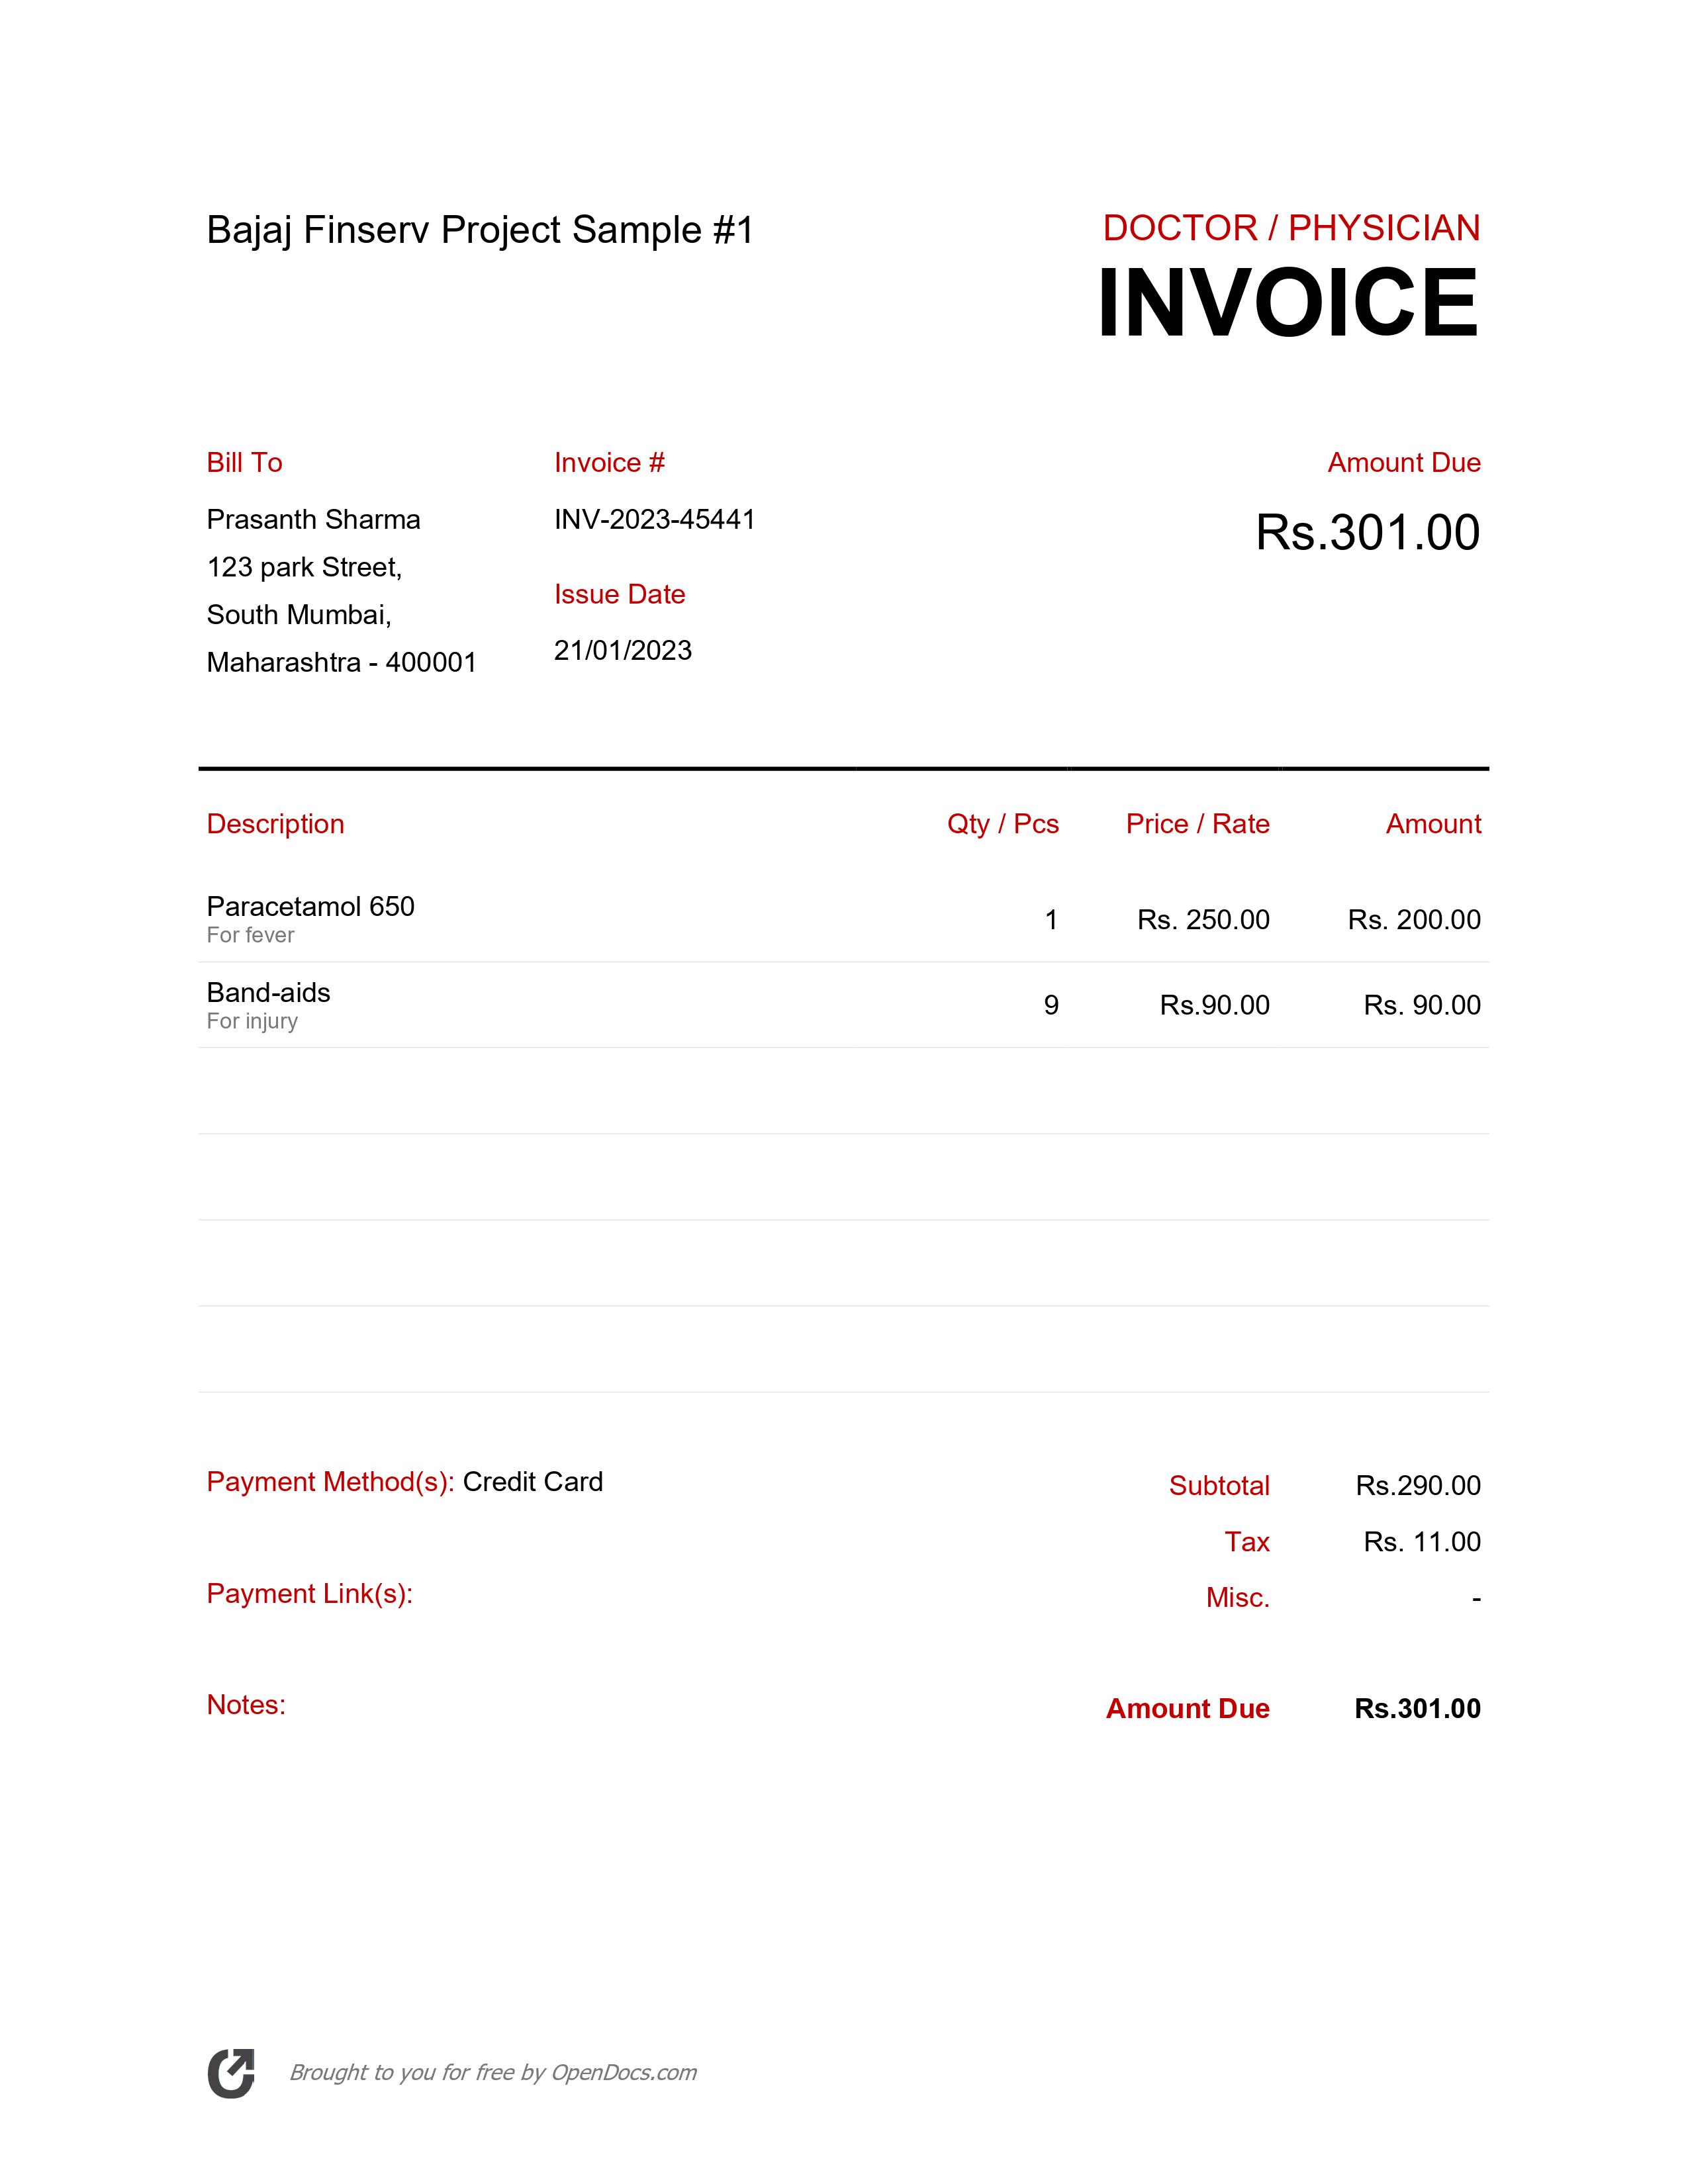 Bajaj Finserv Project Sample #1
DOCTOR / PHYSICIAN
INVOICE
Bill To
Prasanth Sharma
123 park Street,
South Mumbai,
Maharashtra - 400001
Invoice #
INV-2023-45441
Issue Date
21/01/2023
Amount Due
Rs.301.00
Description Qty / Pcs Price / Rate Amount
Paracetamol 650 1 Rs. 250.00 Rs. 200.00
For fever
Band-aids 9 Rs.90.00 Rs. 90.00
For injury
Payment Method(s): Credit Card
Subtotal Rs.290.00
Tax Rs. 11.00
Payment Link(s):
Misc. -
Notes:
Amount Due Rs.301.00
Brought to you for free by OpenDocs.com